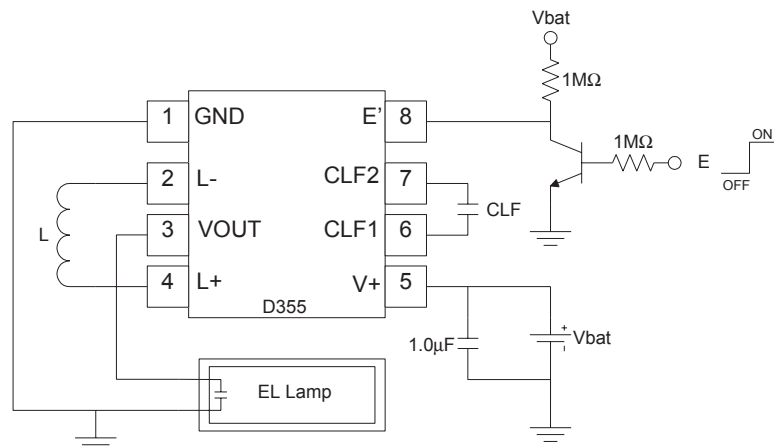 Vbat
1MΩ
1 GND E' 8
1MΩ
E
ON
OFF
2 L- CLF2 7
CLF
L
3 VOUT CLF1 6
4 L+ V+ 5
D355
1.0µF
+
-
Vbat
EL Lamp